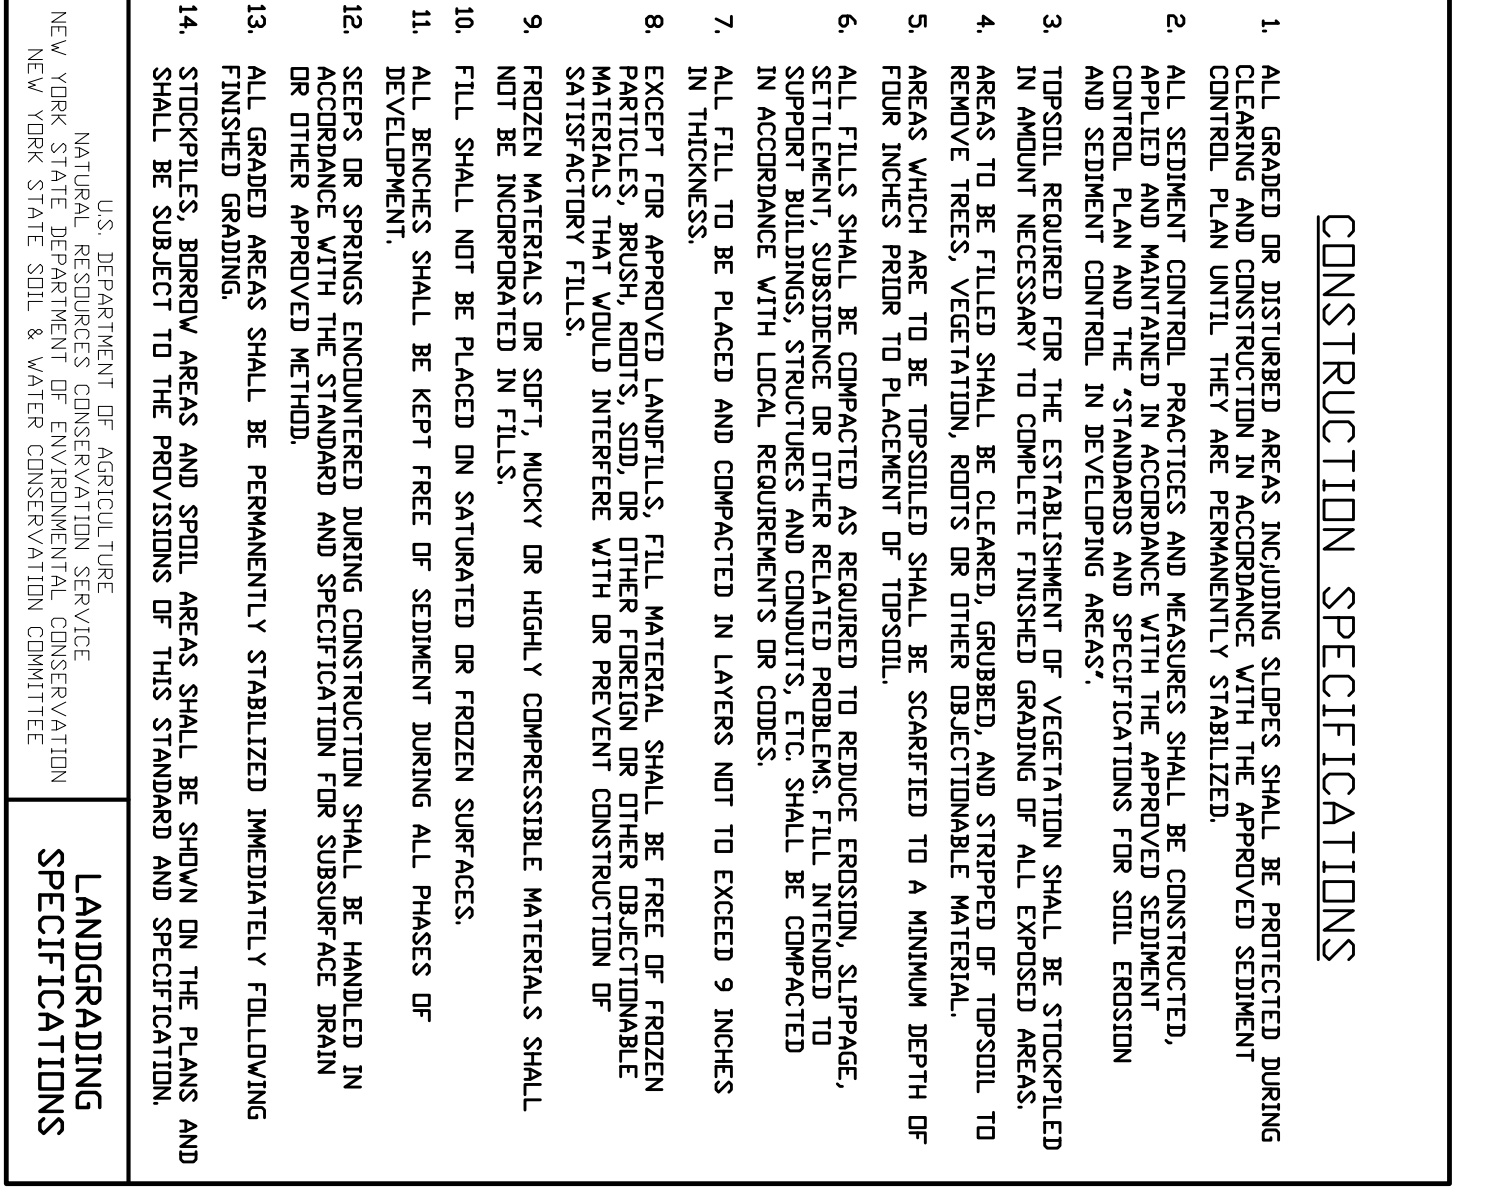 CONSTRUCTION SPECIFICATIONS
1. ALL GRADED OR DISTURBED AREAS INC;UDING SLOPES SHALL BE PROTECTED DURING
CLEARING AND CONSTRUCTION IN ACCORDANCE WITH THE APPROVED SEDIMENT
CONTROL PLAN UNTIL THEY ARE PERMANENTLY STABILIZED.
2. ALL SEDIMENT CONTROL PRACTICES AND MEASURES SHALL BE CONSTRUCTED,
APPLIED AND MAINTAINED IN ACCORDANCE WITH THE APPROVED SEDIMENT
CONTROL PLAN AND THE "STANDARDS AND SPECIFICATIONS FOR SOIL EROSION
AND SEDIMENT CONTROL IN DEVELOPING AREAS".
3. TOPSOIL REQUIRED FOR THE ESTABLISHMENT OF VEGETATION SHALL BE STOCKPILED
IN AMOUNT NECESSARY TO COMPLETE FINISHED GRADING OF ALL EXPOSED AREAS.
4. AREAS TO BE FILLED SHALL BE CLEARED, GRUBBED, AND STRIPPED OF TOPSOIL TO
REMOVE TREES, VEGETATION, ROOTS OR OTHER OBJECTIONABLE MATERIAL.
5. AREAS WHICH ARE TO BE TOPSOILED SHALL BE SCARIFIED TO A MINIMUM DEPTH OF
FOUR INCHES PRIOR TO PLACEMENT OF TOPSOIL.
6. ALL FILLS SHALL BE COMPACTED AS REQUIRED TO REDUCE EROSION, SLIPPAGE,
SETTLEMENT, SUBSIDENCE OR OTHER RELATED PROBLEMS. FILL INTENDED TO
SUPPORT BUILDINGS, STRUCTURES AND CONDUITS, ETC. SHALL BE COMPACTED
IN ACCORDANCE WITH LOCAL REQUIREMENTS OR CODES.
7. ALL FILL TO BE PLACED AND COMPACTED IN LAYERS NOT TO EXCEED 9 INCHES
IN THICKNESS.
8. EXCEPT FOR APPROVED LANDFILLS, FILL MATERIAL SHALL BE FREE OF FROZEN
PARTICLES, BRUSH, ROOTS, SOD, OR OTHER FOREIGN OR OTHER OBJECTIONABLE
MATERIALS THAT WOULD INTERFERE WITH OR PREVENT CONSTRUCTION OF
SATISFACTORY FILLS.
9. FROZEN MATERIALS OR SOFT, MUCKY OR HIGHLY COMPRESSIBLE MATERIALS SHALL
NOT BE INCORPORATED IN FILLS.
10. FILL SHALL NOT BE PLACED ON SATURATED OR FROZEN SURFACES.
11. ALL BENCHES SHALL BE KEPT FREE OF SEDIMENT DURING ALL PHASES OF
DEVELOPMENT.
12. SEEPS OR SPRINGS ENCOUNTERED DURING CONSTRUCTION SHALL BE HANDLED IN
ACCORDANCE WITH THE STANDARD AND SPECIFICATION FOR SUBSURFACE DRAIN
OR OTHER APPROVED METHOD.
13. ALL GRADED AREAS SHALL BE PERMANENTLY STABILIZED IMMEDIATELY FOLLOWING
FINISHED GRADING.
14. STOCKPILES, BORROW AREAS AND SPOIL AREAS SHALL BE SHOWN ON THE PLANS AND
SHALL BE SUBJECT TO THE PROVISIONS OF THIS STANDARD AND SPECIFICATION.
U.S. DEPARTMENT OF AGRICULTURE
NATURAL RESOURCES CONSERVATION SERVICE
NEW YORK STATE DEPARTMENT OF ENVIRONMENTAL CONSERVATION
NEW YORK STATE SOIL & WATER CONSERVATION COMMITTEE
LANDGRADING
SPECIFICATIONS